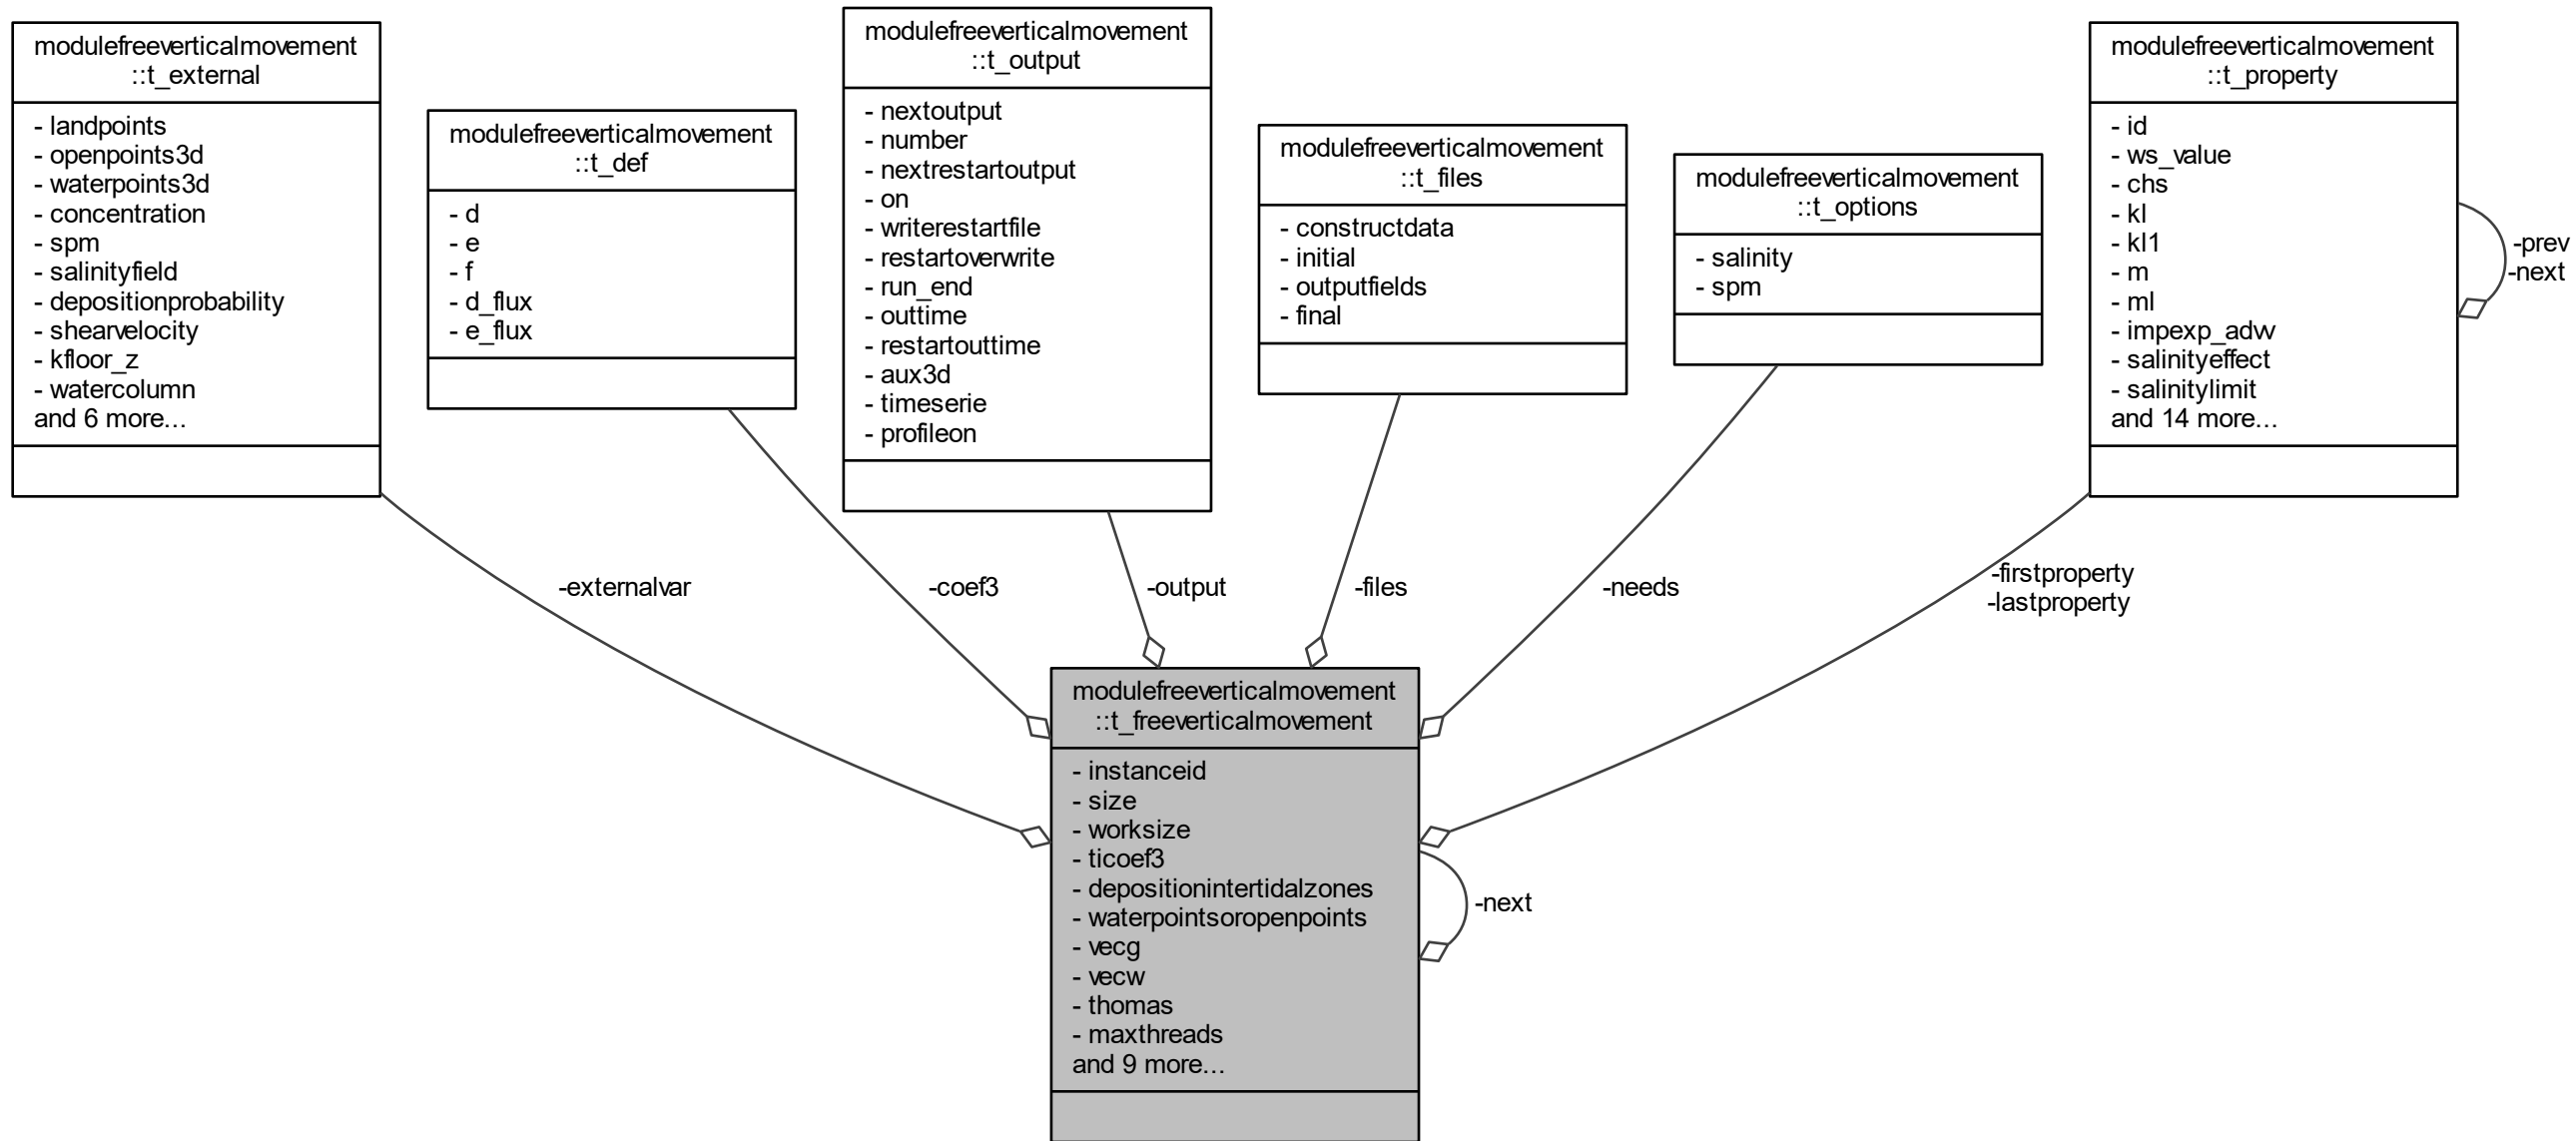 modulefreeverticalmovement
::t_external
- landpoints
- openpoints3d
- waterpoints3d
- concentration
- spm
- salinityfield
- depositionprobability
- shearvelocity
- kfloor_z
- watercolumn
and 6 more...
modulefreeverticalmovement
::t_def
- d
- e
- f
- d_flux
- e_flux
modulefreeverticalmovement
::t_output
- nextoutput
- number
- nextrestartoutput
- on
- writerestartfile
- restartoverwrite
- run_end
- outtime
- restartouttime
- aux3d
- timeserie
- profileon
modulefreeverticalmovement
::t_files
- constructdata
- initial
- outputfields
- final
modulefreeverticalmovement
::t_options
- salinity
- spm
modulefreeverticalmovement
::t_property
- id
- ws_value
- chs
- kl
- kl1
- m
- ml
- impexp_adv
- salinityeffect
- salinitylimit
and 14 more...
-prev
-next
-externalvar
-coef3
-output
-files
-needs
-firstproperty
-lastproperty
modulefreeverticalmovement
::t_freeverticalmovement
- instanceid
- size
- worksize
- ticoef3
- depositionintertidalzones
- waterpointsoropenpoints
- vecg
- vecw
- thomas
- maxthreads
and 9 more...
-next